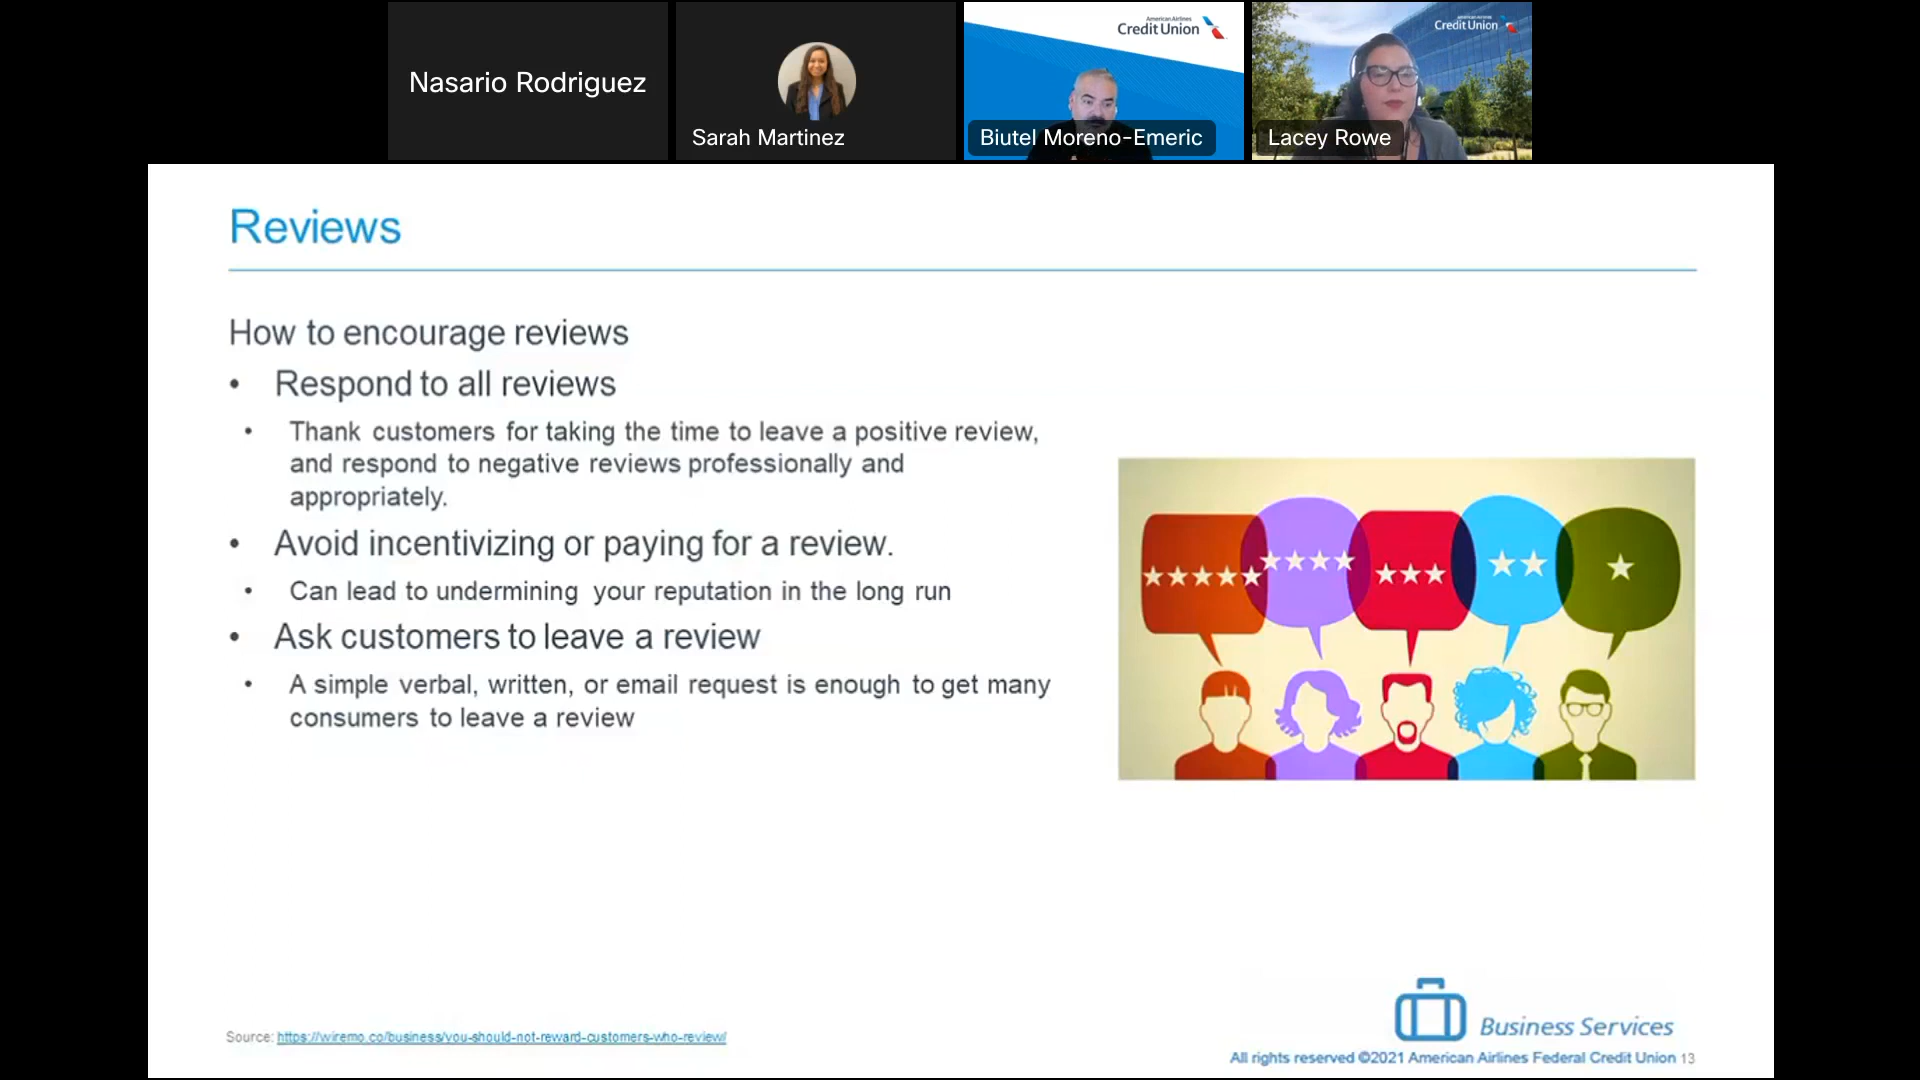 Nasario Rodriguez
Sarah Martinez
American Airlines
Credit Union
Biutel Moreno-Emeric
American Airlines
Credit Union
Lacey Rowe
Reviews
How to encourage reviews
• Respond to all reviews
• Thank customers for taking the time to leave a positive review,
and respond to negative reviews professionally and
appropriately.
• Avoid incentivizing or paying for a review.
• Can lead to undermining your reputation in the long run
• Ask customers to leave a review
• A simple verbal, written, or email request is enough to get many
consumers to leave a review
Business Services
Source: https://wiremo.co/business/you-should-not-reward-customers-who-review/
All rights reserved ©2021 American Airlines Federal Credit Union 13